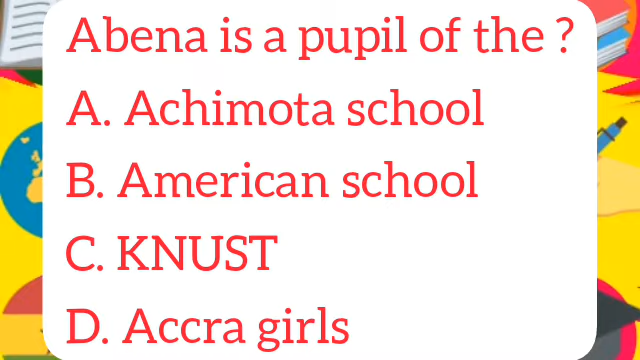 Abena is a pupil of the ?
A. Achimota school
B. American school
C. KNUST
D. Accra girls